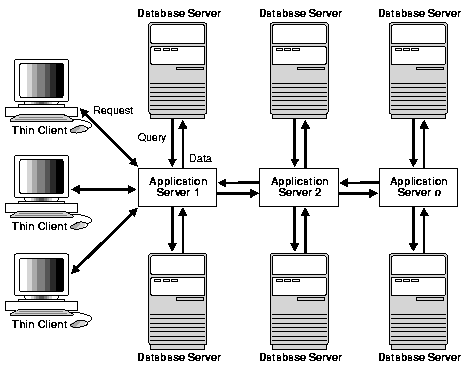 Database Server
Database Server
Database Server
Request
Thin Client
Query
Data
Thin Client
Application
Server 1
Application
Server 2
Application
Server n
Thin Client
Database Server
Database Server
Database Server